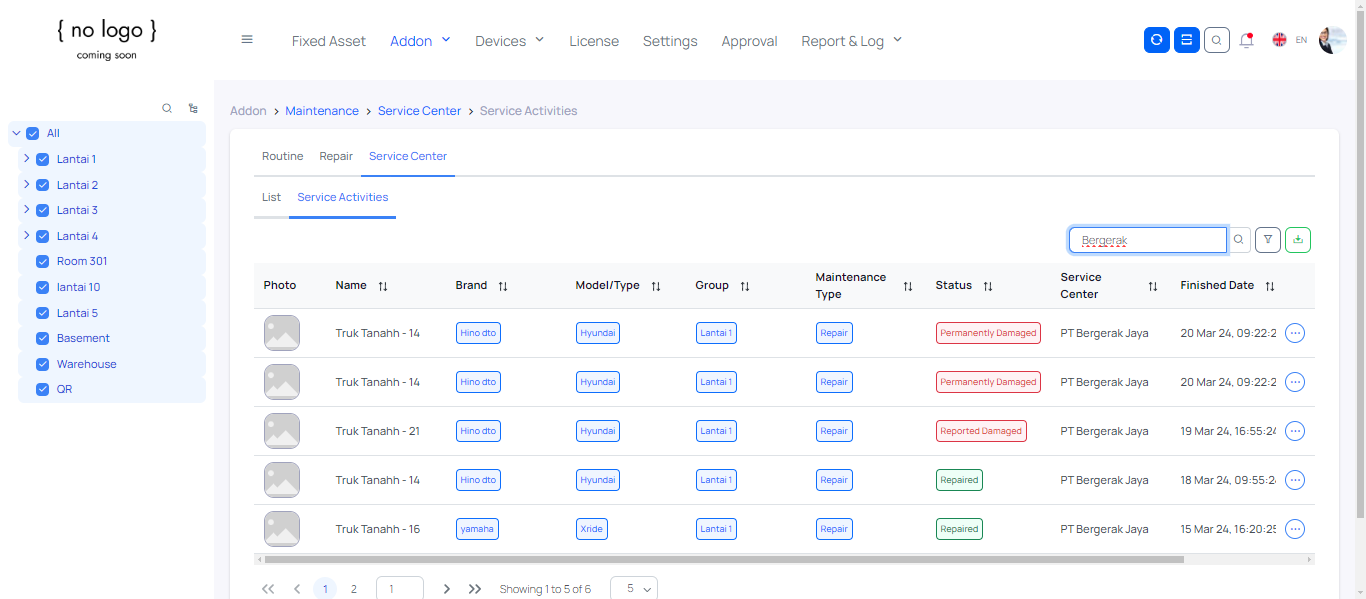 { no logo }
coming soon
Fixed Asset Addon Devices License Settings Approval Report & Log EN
Addon > Maintenance > Service Center > Service Activities
All
Lantai 1
Lantai 2
Lantai 3
Lantai 4
Room 301
lantai 10
Lantai 5
Basement
Warehouse
QR
Routine Repair Service Center
List Service Activities
Bergerak
Photo Name Brand Model/Type Group Maintenance Type Status Service Center Finished Date
Truk Tanahh - 14 Hino dto Hyundai Lantai 1 Repair Permanently Damaged PT Bergerak Jaya 20 Mar 24, 09:22:2
Truk Tanahh - 14 Hino dto Hyundai Lantai 1 Repair Permanently Damaged PT Bergerak Jaya 20 Mar 24, 09:22:2
Truk Tanahh - 21 Hino dto Hyundai Lantai 1 Repair Reported Damaged PT Bergerak Jaya 19 Mar 24, 16:55:24
Truk Tanahh - 14 Hino dto Hyundai Lantai 1 Repair Repaired PT Bergerak Jaya 18 Mar 24, 09:55:2
Truk Tanahh - 16 yamaha Xride Lantai 1 Repair Repaired PT Bergerak Jaya 15 Mar 24, 16:20:25
1 2 1 Showing 1 to 5 of 6 5